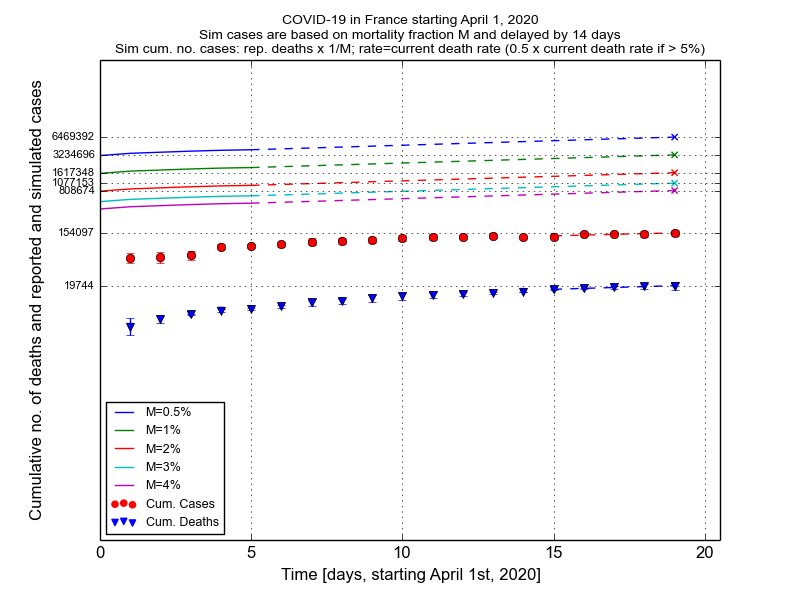 COVID-19 in France starting April 1, 2020
Sim cases are based on mortality fraction M and delayed by 14 days
Sim cum. no. cases: rep. deaths x 1/M; rate=current death rate (0.5 x current death rate if > 5%)
Cumulative no. of deaths and reported and simulated cases
6469392
3234696
1617348
1077153
808674
154097
19744
M=0.5%
M=1%
M=2%
M=3%
M=4%
Cum. Cases
Cum. Deaths
0
5
10
15
20
Time [days, starting April 1st, 2020]